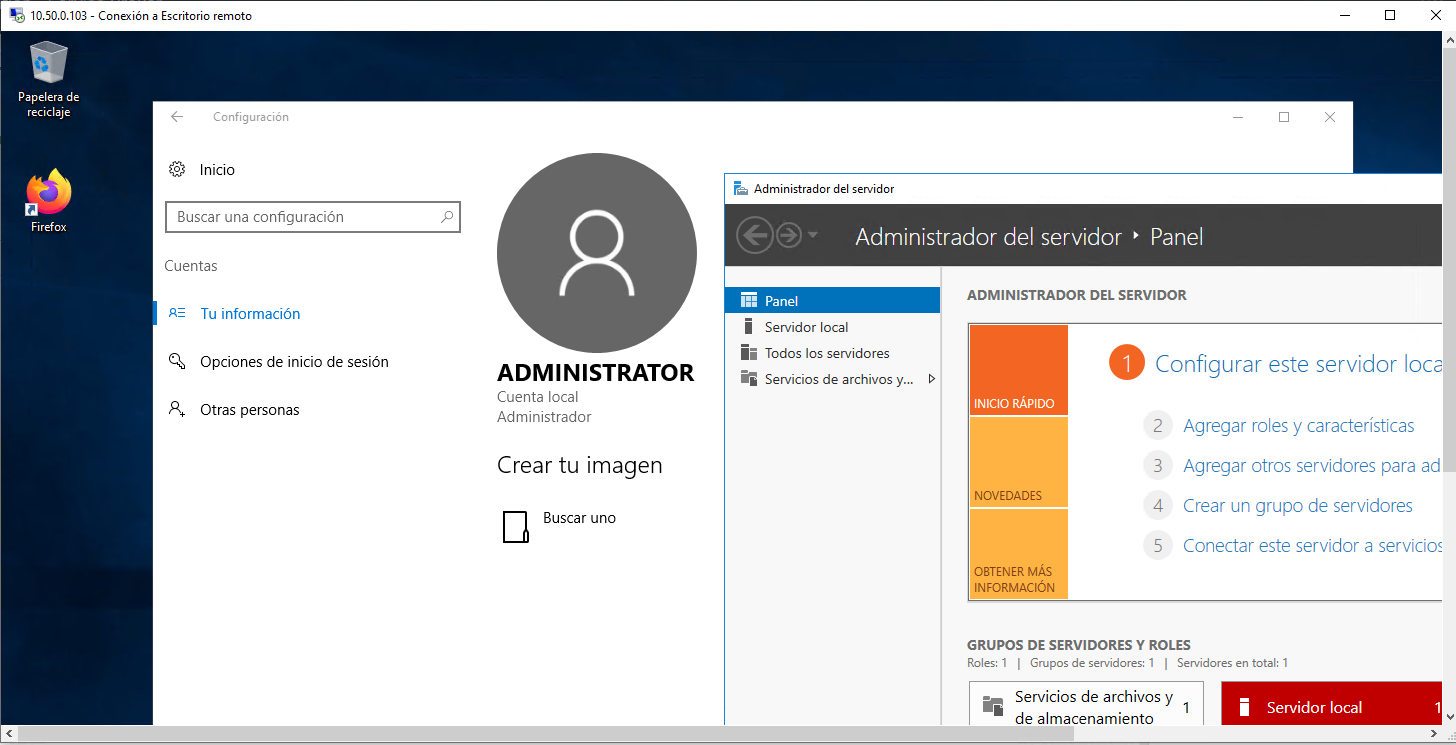 10.50.0.103 - Conexión a Escritorio remoto
Papelera de
reciclaje
Firefox
Configuración
Inicio
Buscar una configuración
Cuentas
Tu información
Opciones de inicio de sesión
Otras personas
ADMINISTRATOR
Cuenta local
Administrador
Crear tu imagen
Buscar uno
Administrador del servidor
Administrador del servidor
Panel
Panel
Servidor local
Todos los servidores
Servicios de archivos y...
ADMINISTRADOR DEL SERVIDOR
INICIO RÁPIDO
NOVEDADES
OBTENER MÁS
INFORMACIÓN
1 Configurar este servidor loca
2 Agregar roles y características
3 Agregar otros servidores para ad
4 Crear un grupo de servidores
5 Conectar este servidor a servicios
GRUPOS DE SERVIDORES Y ROLES
Roles: 1 | Grupos de servidores: 1 | Servidores en total: 1
Servicios de archivos y
de almacenamiento
1
Servidor local
1